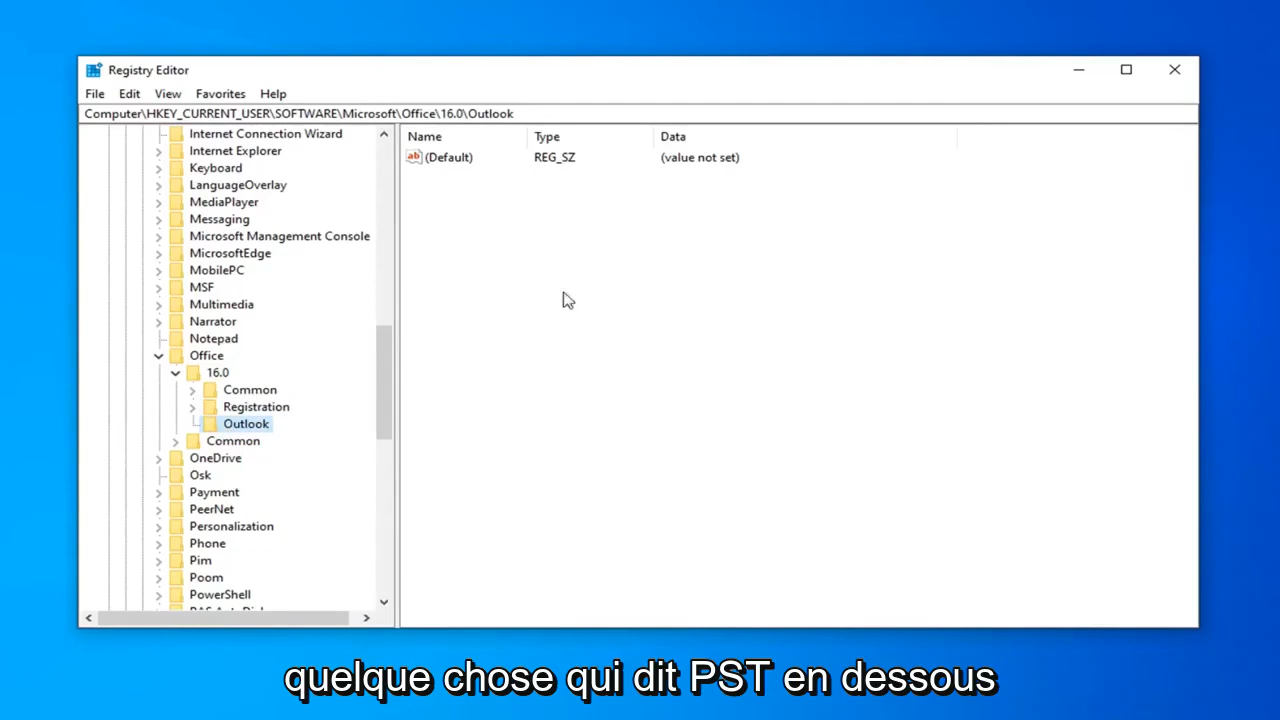 Registry Editor
File Edit View Favorites Help
Computer\HKEY_CURRENT_USER\SOFTWARE\Microsoft\Office\16.0\Outlook
Name Type Data
(Default) REG_SZ (value not set)
Internet Connection Wizard
Internet Explorer
Keyboard
LanguageOverlay
MediaPlayer
Messaging
Microsoft Management Console
MicrosoftEdge
MobilePC
MSF
Multimedia
Narrator
Notepad
Office
16.0
Common
Registration
Outlook
Common
OneDrive
Osk
Payment
PeerNet
Personalization
Phone
Pim
Poom
PowerShell
quelque chose qui dit PST en dessous